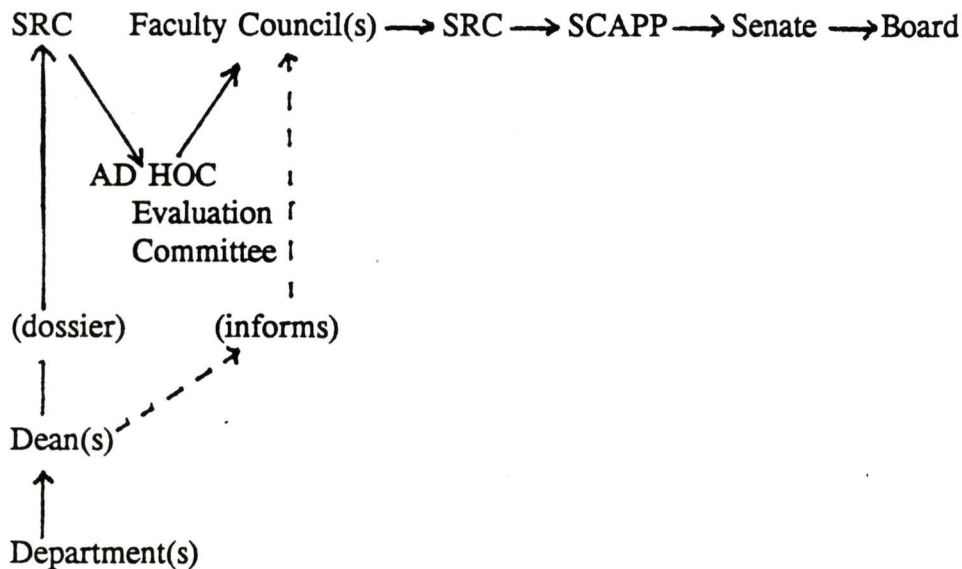 SRC Faculty Council(s) SRC SCAPP Senate Board
AD HOC
Evaluation
Committee
(dossier) (informs)
Dean(s)
Department(s)